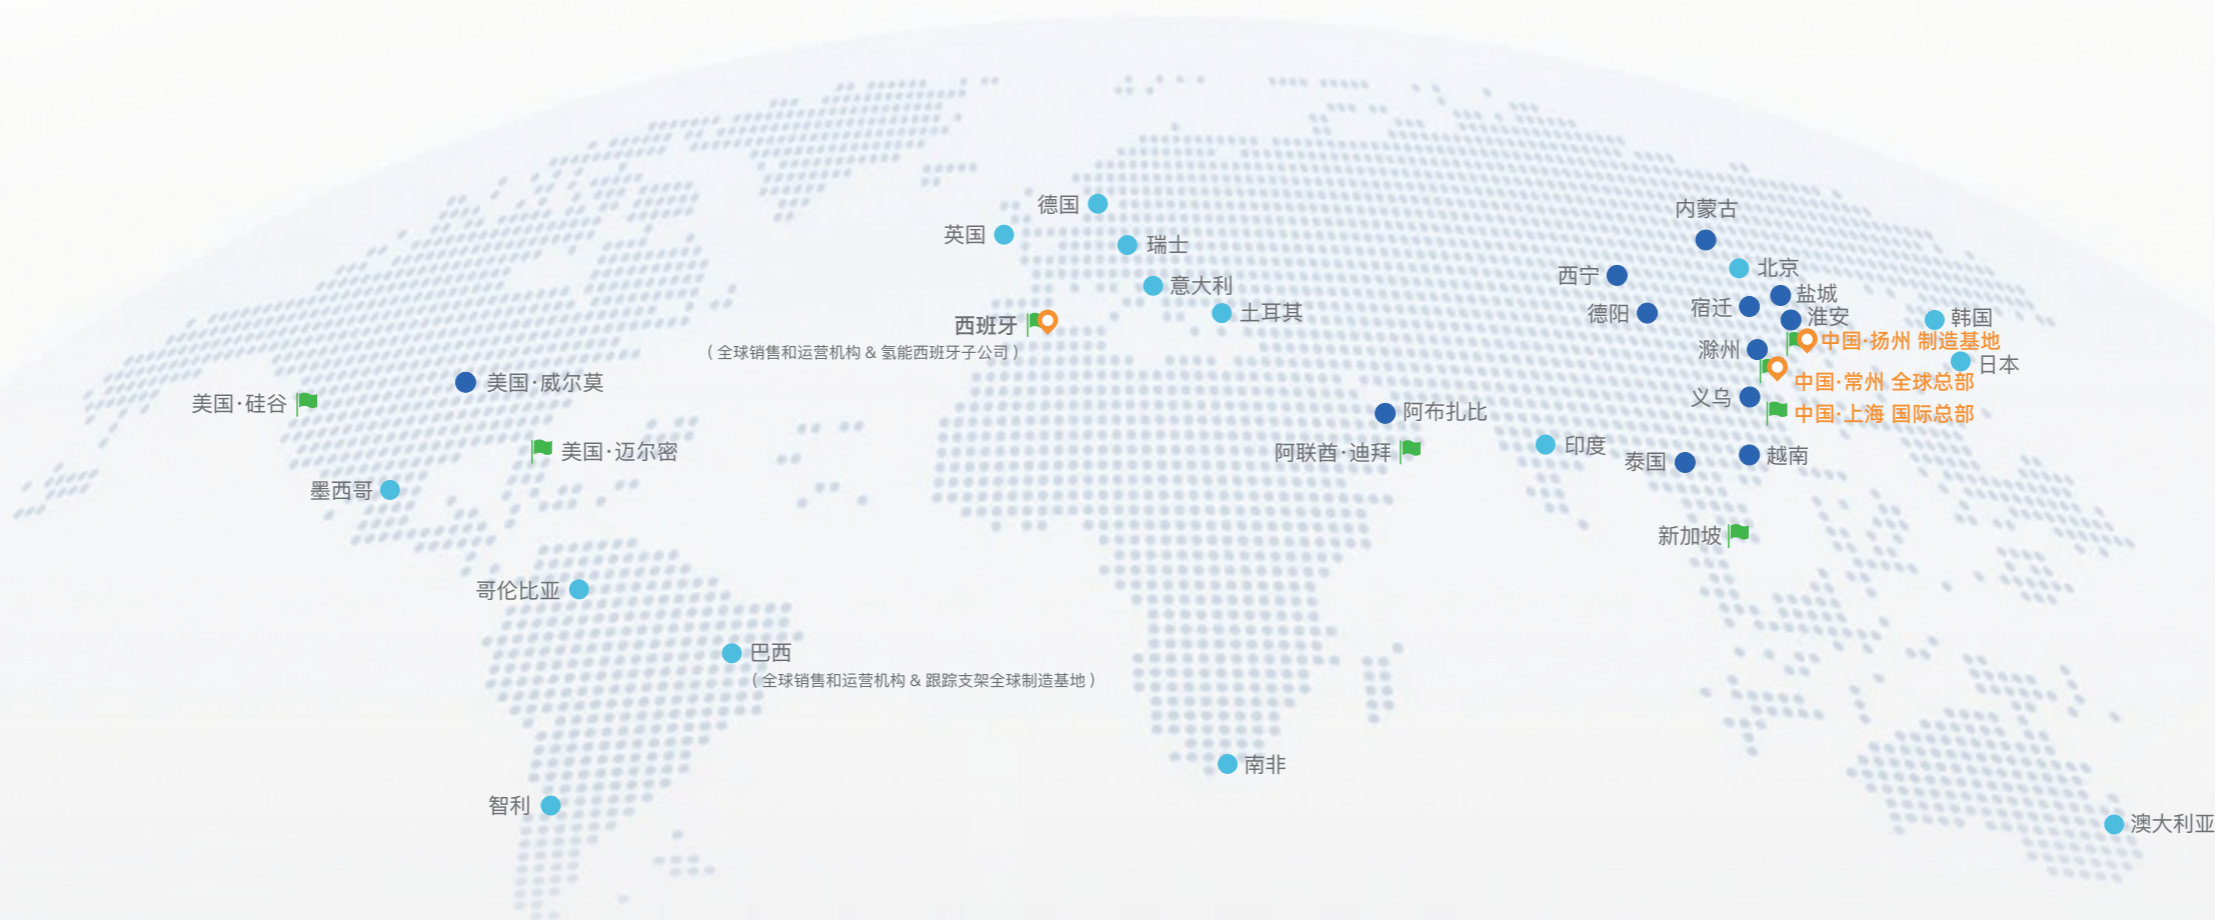 内蒙古
德国
英国
瑞士
北京
西宁
意大利
盐城
宿迁
土耳其
德阳
淮安
韩国
西班牙
中国·扬州 制造基地
滁州
(全球销售和运营机构 & 氢能西班牙子公司)
日本
美国·威尔莫
中国·常州 全球总部
义乌
美国·硅谷
阿布扎比
中国·上海 国际总部
印度
美国·迈尔密
阿联酋·迪拜
越南
泰国
墨西哥
新加坡
哥伦比亚
巴西
(全球销售和运营机构 & 跟踪支架全球制造基地)
南非
智利
澳大利亚